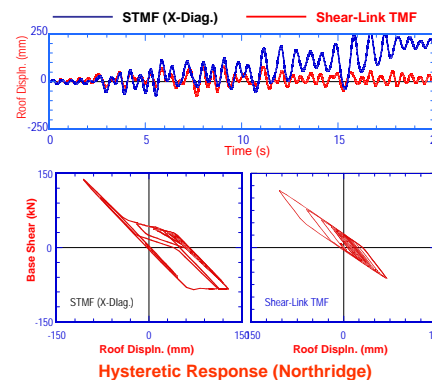 STMF (X-Diag.) Shear-Link TMF
Roof Displn. (mm)
250
0
-250
0 5 10 15 20
Time (s)
Base Shear (kN)
150
0
-150
STMF (X-Diag.)
Shear-Link TMF
-150 0 150 -150 0
Roof Displn. (mm) Roof Displn. (mm)
Hysteretic Response (Northridge)